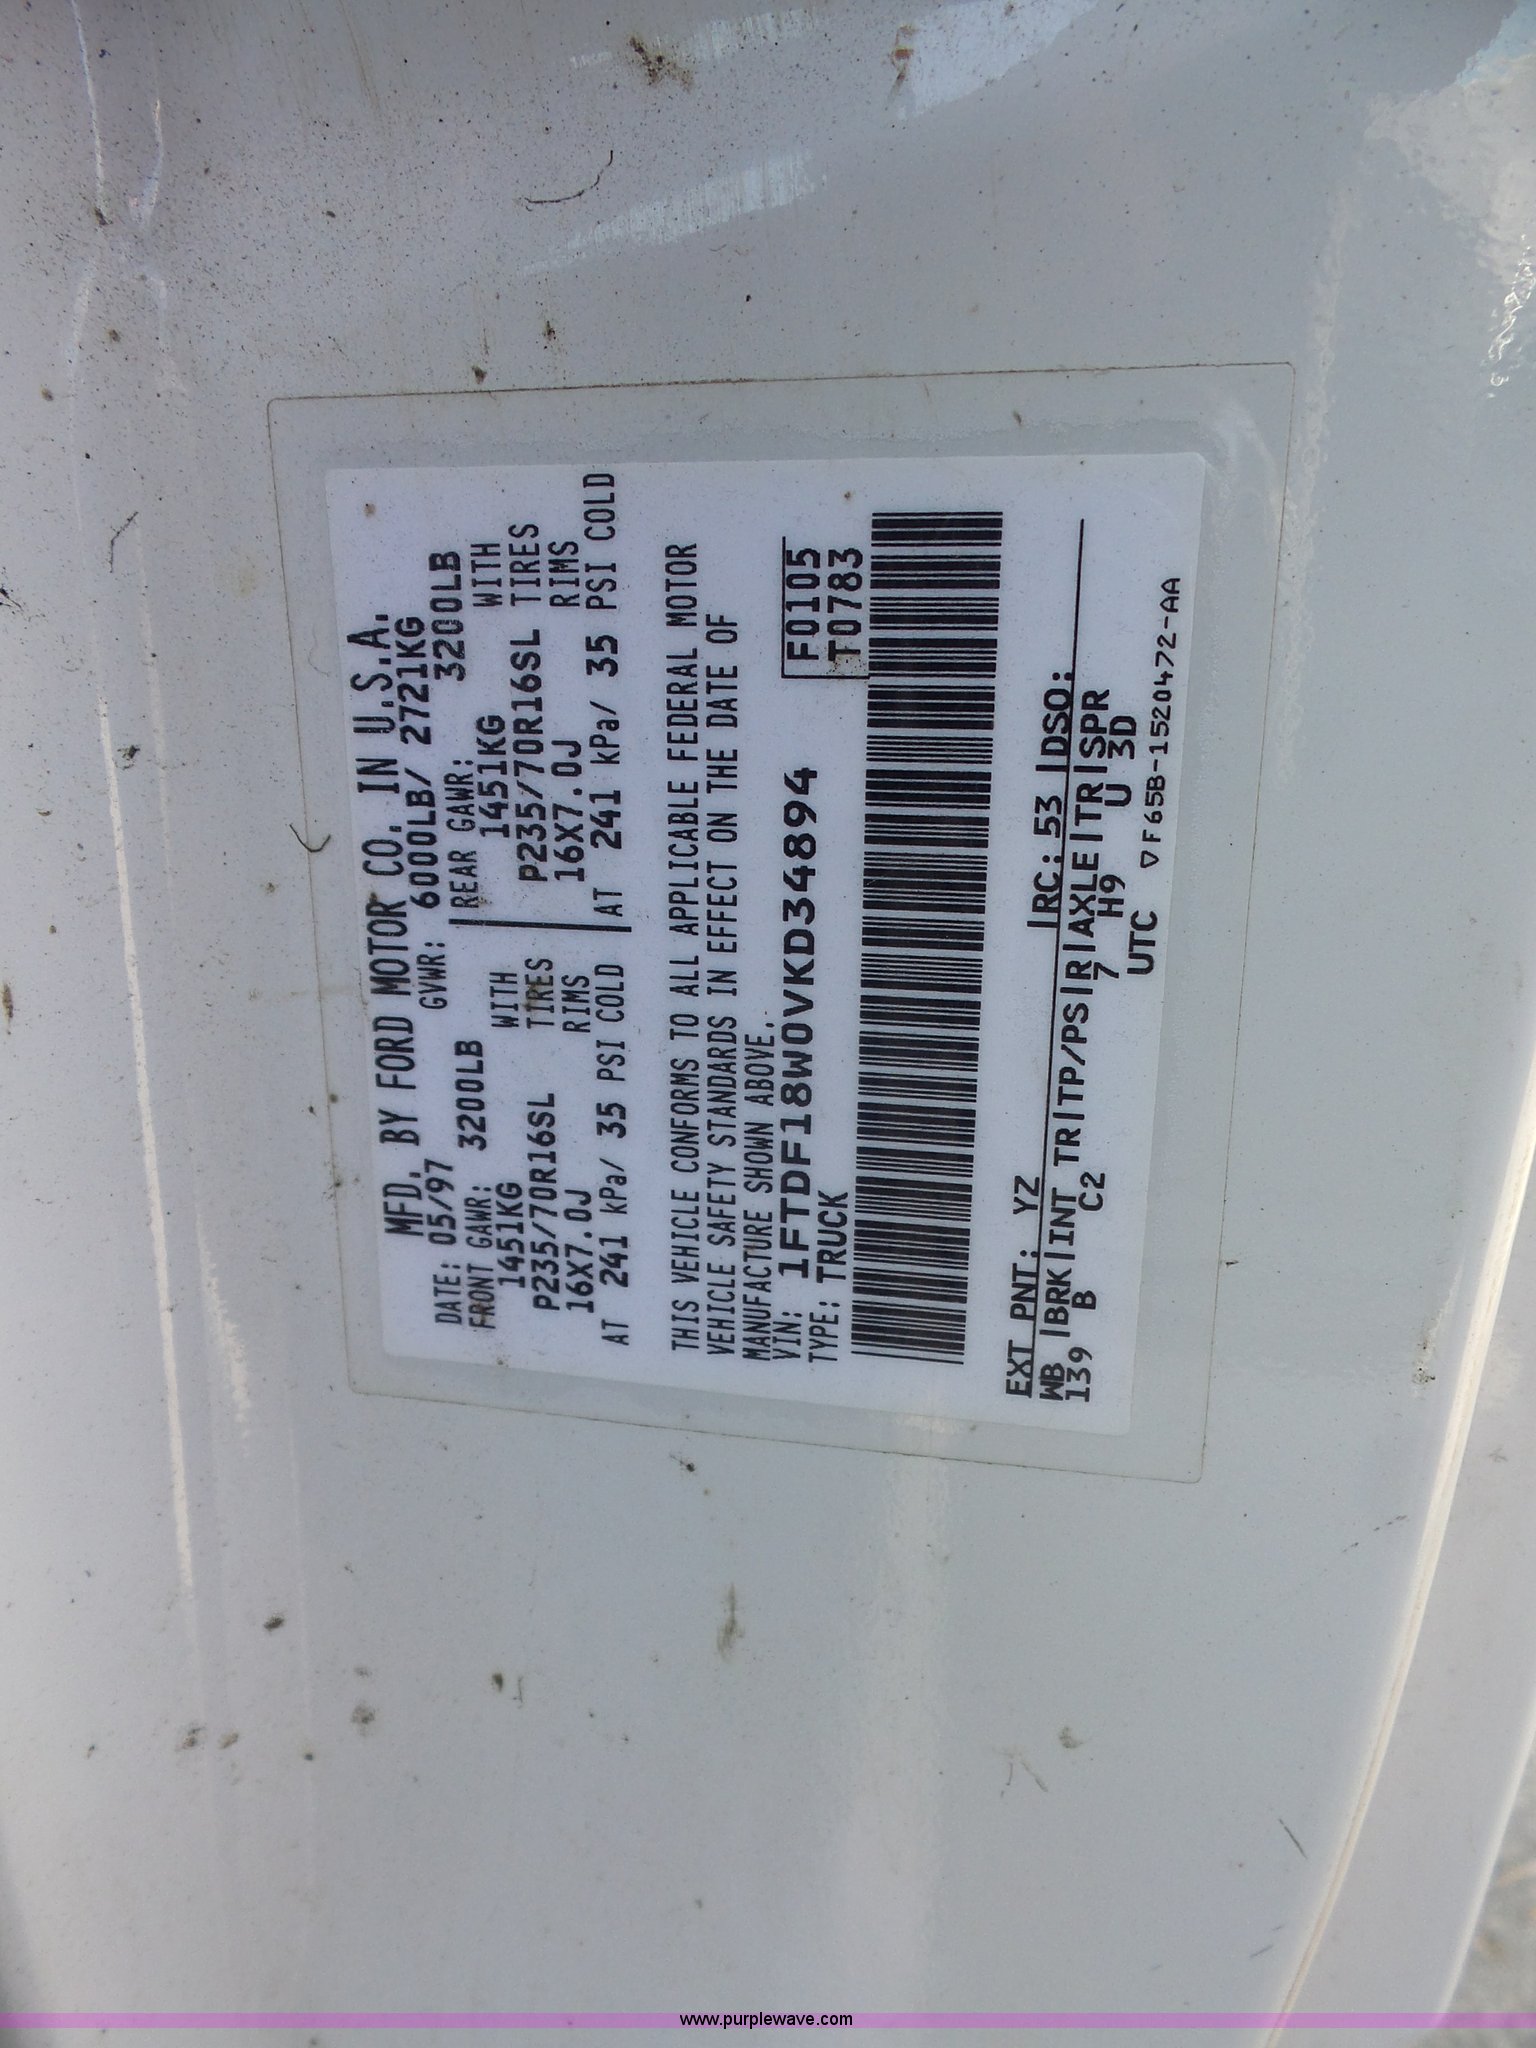 MFD. BY FORD MOTOR CO. IN U.S.A.
DATE: 05/97 GVWR: 6000LB/ 2721KG
FRONT GAWR: 3200LB REAR GAWR: 3200LB
1451KG WITH 1451KG WITH
P235/70R16SL TIRES P235/70R16SL TIRES
16X7.0J RIMS 16X7.0J RIMS
AT 241 kPa/ 35 PSI COLD AT 241 kPa/ 35 PSI COLD
THIS VEHICLE CONFORMS TO ALL APPLICABLE FEDERAL MOTOR
VEHICLE SAFETY STANDARDS IN EFFECT ON THE DATE OF
MANUFACTURE SHOWN ABOVE.
VIN: 1FTDF18W0VKD34894 F0105
TYPE: TRUCK T0783
EXT PNT: YZ |RC: 53 |DSO:
WB |BRK|INT TR|TP/PS|R|AXLE|TR|SPR
139 B C2 7 H9 U 3D
UTC ▽F65B-1520472-AA
www.purplewave.com